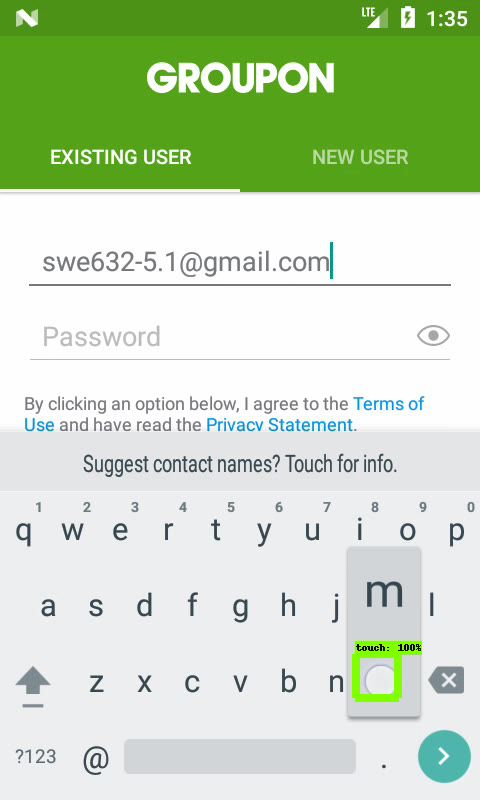 LTE 1:35
GROUPON
EXISTING USER NEW USER
swe632-5.1@gmail.com
Password
By clicking an option below, I agree to the Terms of
Use and have read the Privacy Statement.
Suggest contact names? Touch for info.
1 2 3 4 5 6 7 8 9 0
q w e r t y u i o p
a s d f g h j l
m
touch: 100%
z x c v b n
?123 @ .